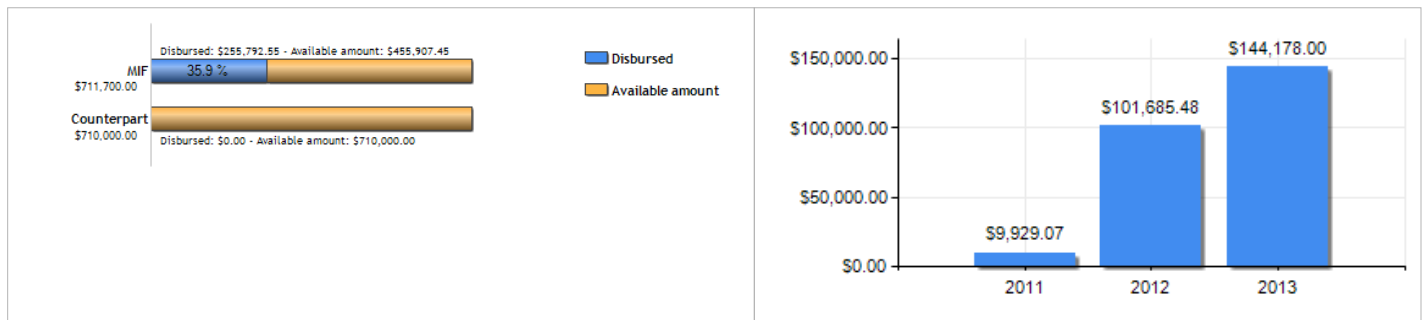 Disbursed: $255,792.55 - Available amount: $455,907.45
MIF
35.9 %
$711,700.00
Counterpart
$710,000.00
Disbursed: $0.00 - Available amount: $710,000.00
Disbursed
Available amount
$150,000.00
$100,000.00
$50,000.00
$0.00
$9,929.07
$101,685.48
$144,178.00
2011
2012
2013